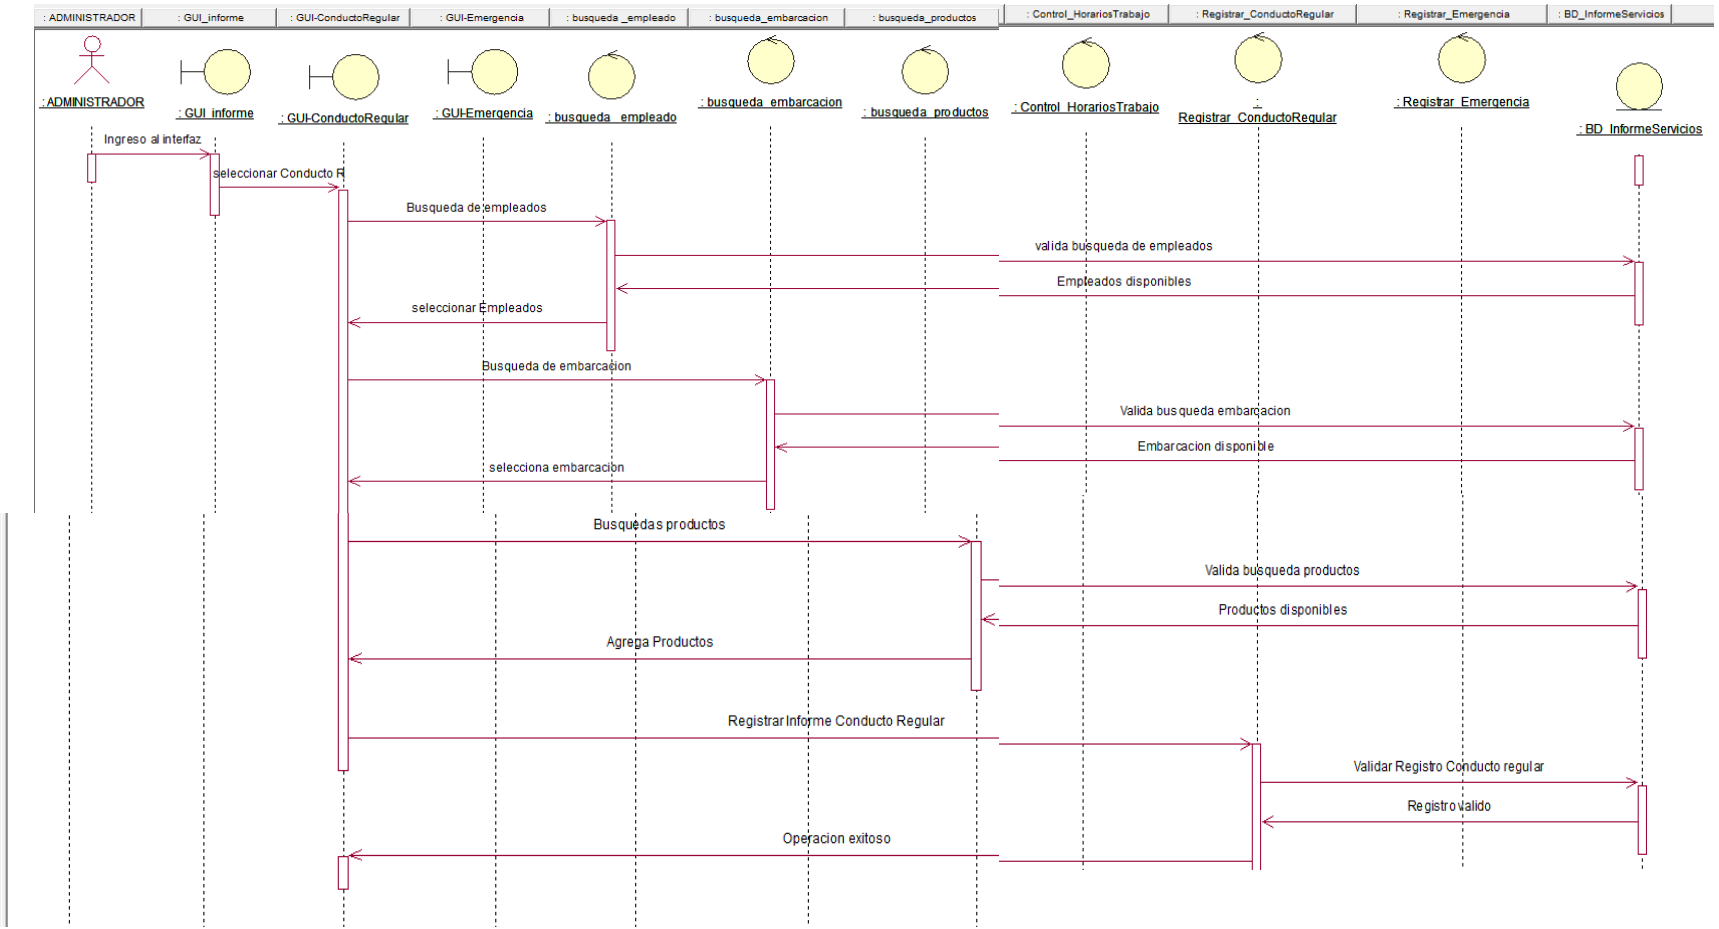 : ADMINISTRADOR
: GUI_informe
: GUI-ConductoRegular
: GUI-Emergencia
: busqueda _empleado
: busqueda_embarcacion
: busqueda_productos
: Control_HorariosTrabajo
: Registrar_ConductoRegular
: Registrar_Emergencia
: BD_InformeServicios
: ADMINISTRADOR
: GUI_informe
: GUI-ConductoRegular
: GUI-Emergencia
: busqueda _empleado
: busqueda_embarcacion
: busqueda_productos
: Control_HorariosTrabajo
:
Registrar_ConductoRegular
: Registrar_Emergencia
: BD_InformeServicios
Ingreso al interfaz
seleccionar Conducto R
Busqueda de empleados
valida busqueda de empleados
Empleados disponibles
seleccionar Empleados
Busqueda de embarcacion
Valida busqueda embarcacion
Embarcacion disponible
selecciona embarcacion
Busquedas productos
Valida busqueda productos
Productos disponibles
Agrega Productos
Registrar Informe Conducto Regular
Validar Registro Conducto regular
Registro valido
Operacion exitoso